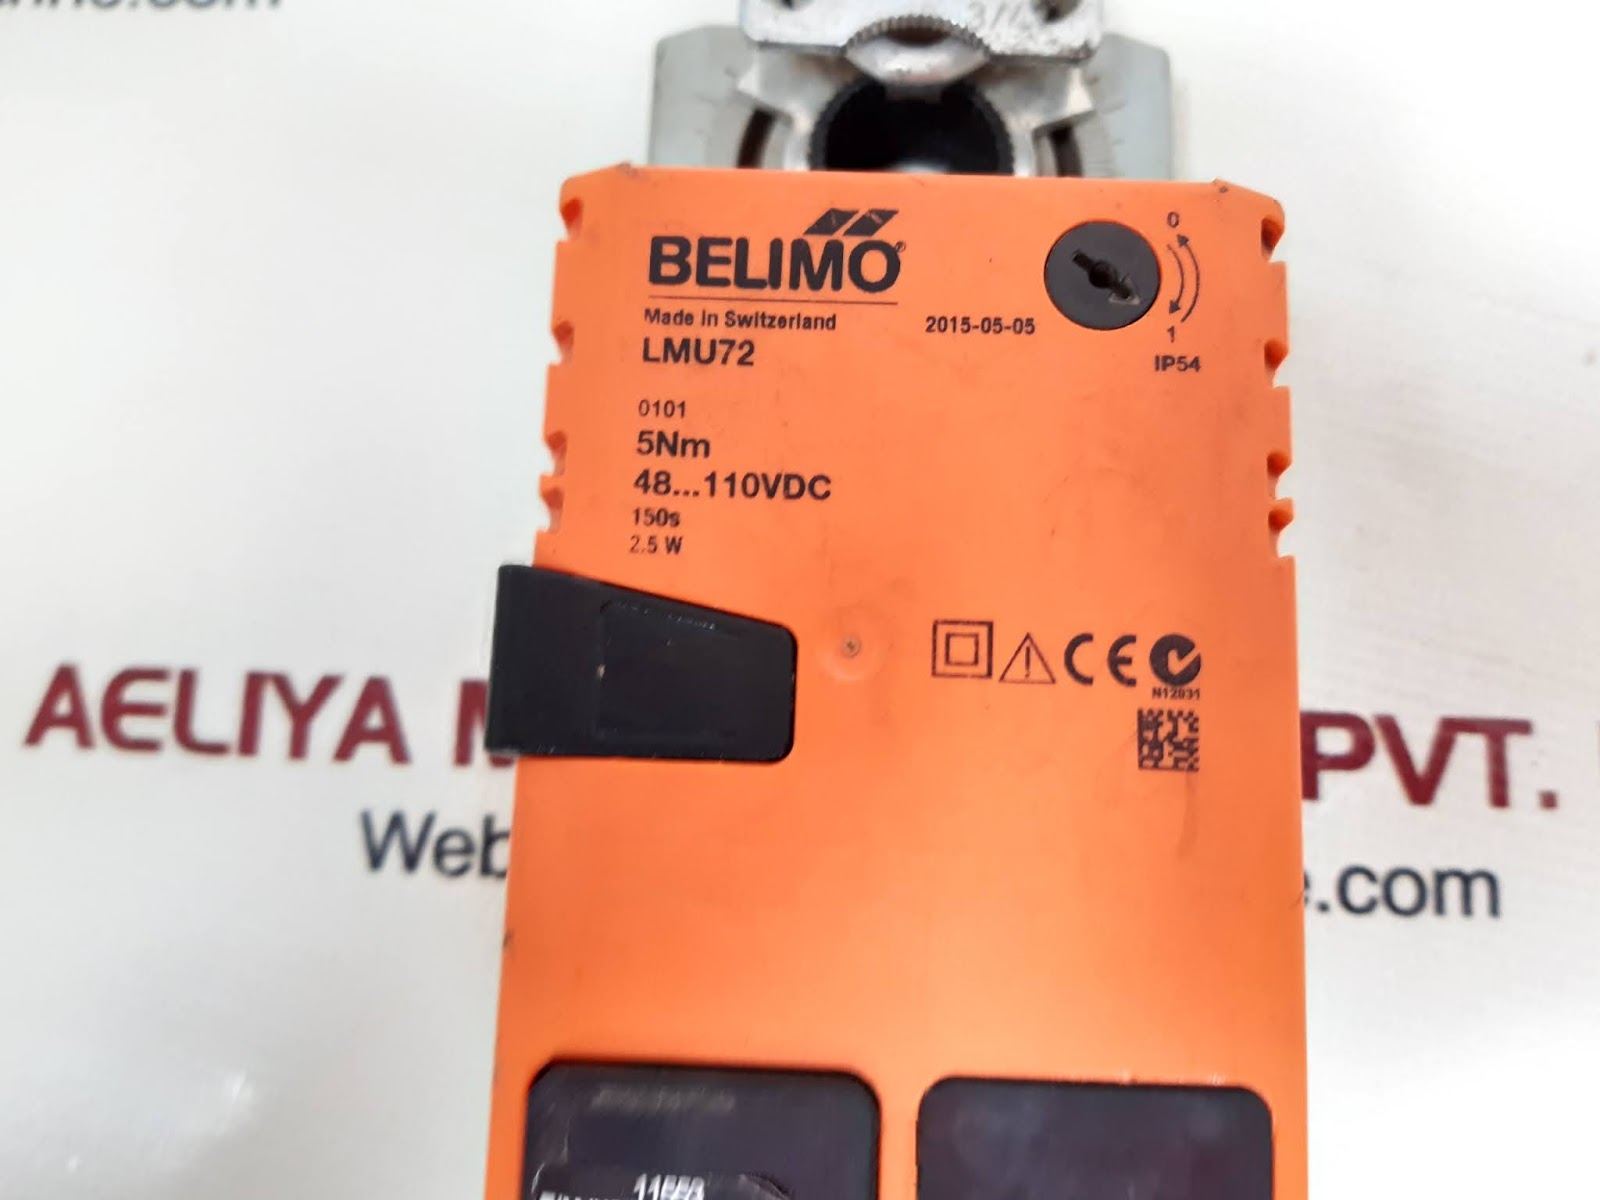 BELIMO
Made in Switzerland
2015-05-05
0
1
LMU72
IP54
0101
5Nm
48...110VDC
150s
2.5 W
CE
N12031
AELIYA PVT.
Web .com